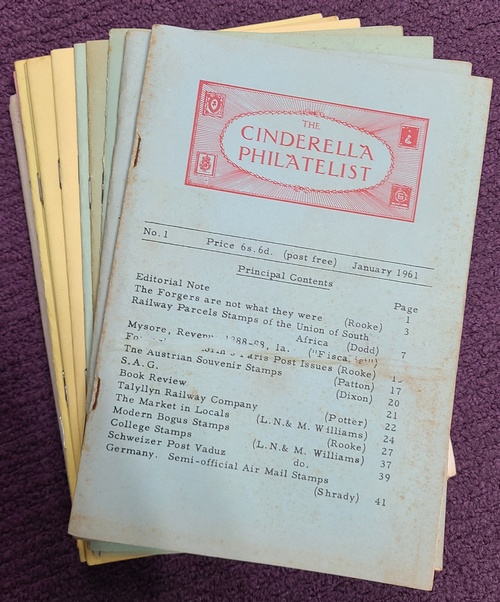 THE
CINDERELLA
PHILATELIST
No. 1 Price 6s. 6d. (post free) January 1961
Principal Contents
Page
Editorial Note 1
The Forgers are not what they were (Rooke) 3
Railway Parcels Stamps of the Union of South
Africa (Dodd) 7
Mysore,
Paris Post Issues (Rooke)
The Austrian Souvenir Stamps (Patton) 17
S.A.G. (Dixon) 20
Book Review 21
Talyllyn Railway Company (Potter) 22
The Market in Locals (L.N.& M. Williams) 24
Modern Bogus Stamps (Rooke) 27
College Stamps (L.N.& M. Williams) 37
Schweizer Post Vaduz do. 39
Germany. Semi-official Air Mail Stamps
(Shrady) 41